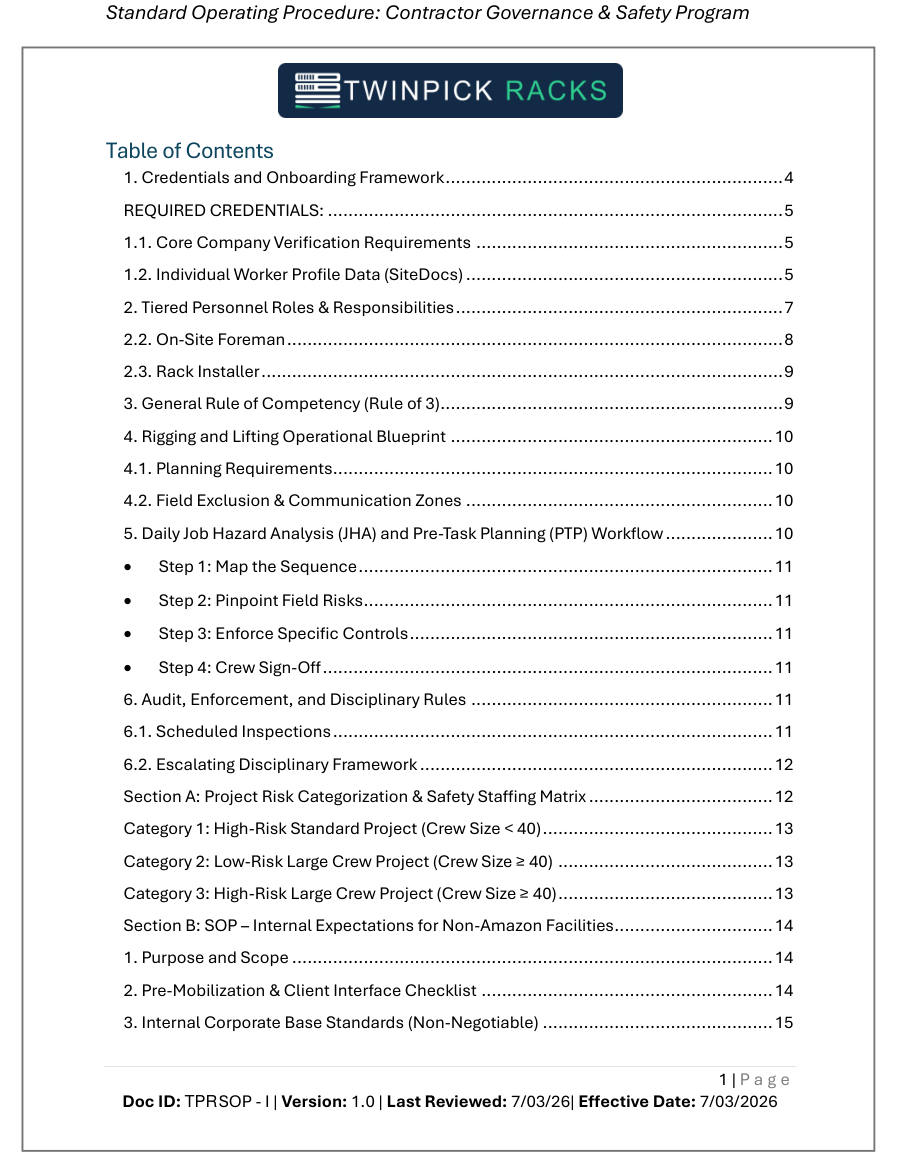 Standard Operating Procedure: Contractor Governance & Safety Program
TWINPICK RACKS
Table of Contents
1. Credentials and Onboarding Framework..................................................................4
REQUIRED CREDENTIALS: .........................................................................................5
1.1. Core Company Verification Requirements ............................................................5
1.2. Individual Worker Profile Data (SiteDocs)..............................................................5
2. Tiered Personnel Roles & Responsibilities................................................................7
2.2. On-Site Foreman.................................................................................................8
2.3. Rack Installer......................................................................................................9
3. General Rule of Competency (Rule of 3)...................................................................9
4. Rigging and Lifting Operational Blueprint ...............................................................10
4.1. Planning Requirements......................................................................................10
4.2. Field Exclusion & Communication Zones ............................................................10
5. Daily Job Hazard Analysis (JHA) and Pre-Task Planning (PTP) Workflow.....................10
• Step 1: Map the Sequence.................................................................................11
• Step 2: Pinpoint Field Risks................................................................................11
• Step 3: Enforce Specific Controls.......................................................................11
• Step 4: Crew Sign-Off........................................................................................11
6. Audit, Enforcement, and Disciplinary Rules ...........................................................11
6.1. Scheduled Inspections......................................................................................11
6.2. Escalating Disciplinary Framework.....................................................................12
Section A: Project Risk Categorization & Safety Staffing Matrix....................................12
Category 1: High-Risk Standard Project (Crew Size < 40).............................................13
Category 2: Low-Risk Large Crew Project (Crew Size ≥ 40) ..........................................13
Category 3: High-Risk Large Crew Project (Crew Size ≥ 40)..........................................13
Section B: SOP – Internal Expectations for Non-Amazon Facilities...............................14
1. Purpose and Scope ..............................................................................................14
2. Pre-Mobilization & Client Interface Checklist .........................................................14
3. Internal Corporate Base Standards (Non-Negotiable) .............................................15
1 | Page
Doc ID: TPRSOP - I | Version: 1.0 | Last Reviewed: 7/03/26| Effective Date: 7/03/2026